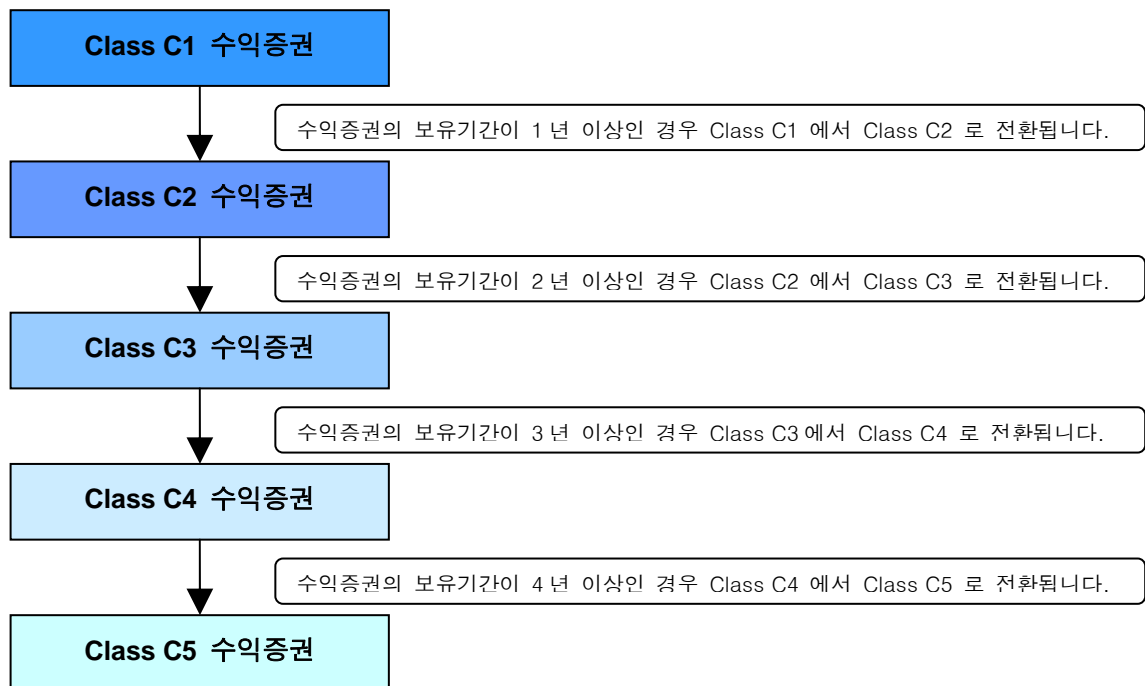 Class C1 수익증권
수익증권의 보유기간이 1년 이상인 경우 Class C1 에서 Class C2 로 전환됩니다.
Class C2 수익증권
수익증권의 보유기간이 2년 이상인 경우 Class C2 에서 Class C3 로 전환됩니다.
Class C3 수익증권
수익증권의 보유기간이 3년 이상인 경우 Class C3에서 Class C4 로 전환됩니다.
Class C4 수익증권
수익증권의 보유기간이 4년 이상인 경우 Class C4 에서 Class C5 로 전환됩니다.
Class C5 수익증권